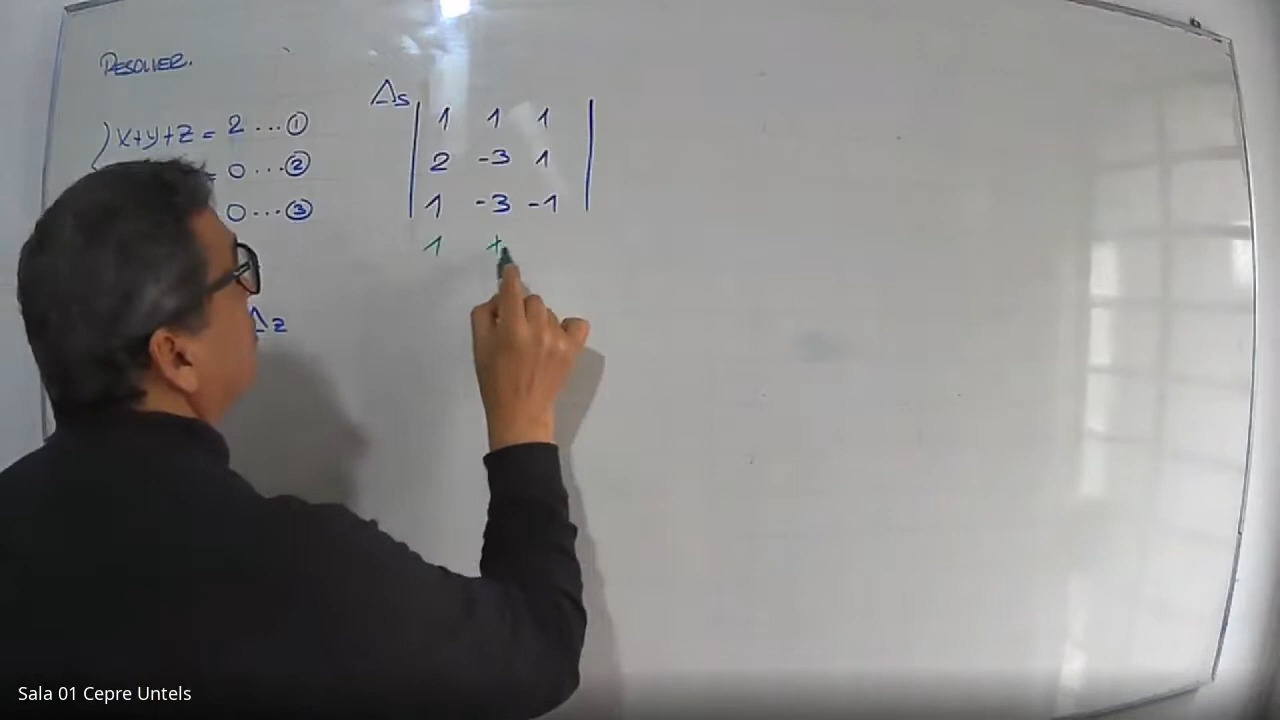 RESOLVER.
x+y+z = 2 ... ①
= 0 ... ②
0 ... ③
Δz
Δs
1 1 1
2 -3 1
1 -3 -1
1
Sala 01 Cepre Untels